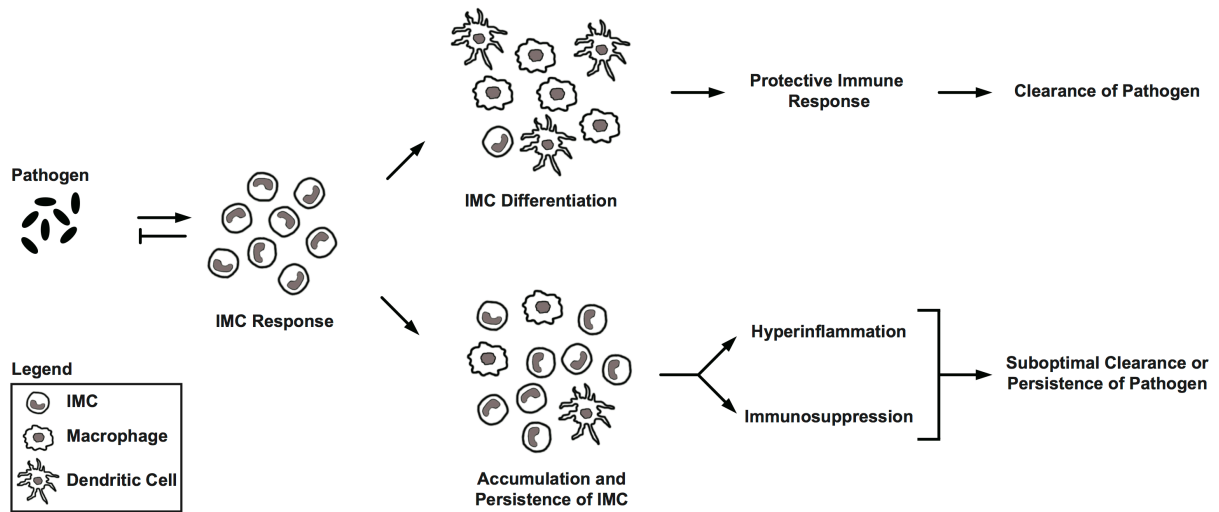 Pathogen
IMC Response
IMC Differentiation
Protective Immune
Response
Clearance of Pathogen
Accumulation and
Persistence of IMC
Hyperinflammation
Immunosuppression
Suboptimal Clearance or
Persistence of Pathogen
Legend
IMC
Macrophage
Dendritic Cell